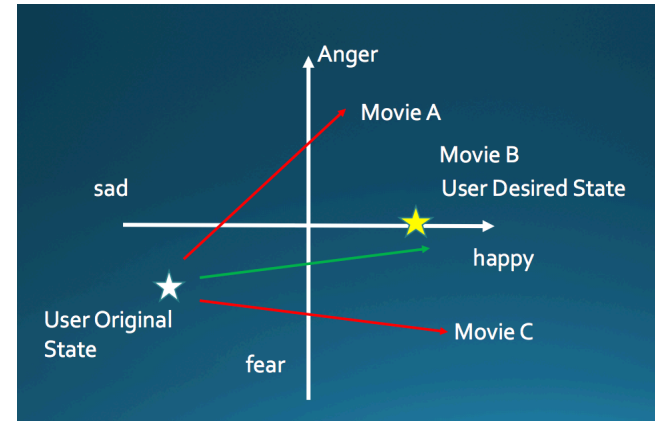 Anger
Movie A
Movie B
User Desired State
sad
happy
User Original
State
Movie C
fear